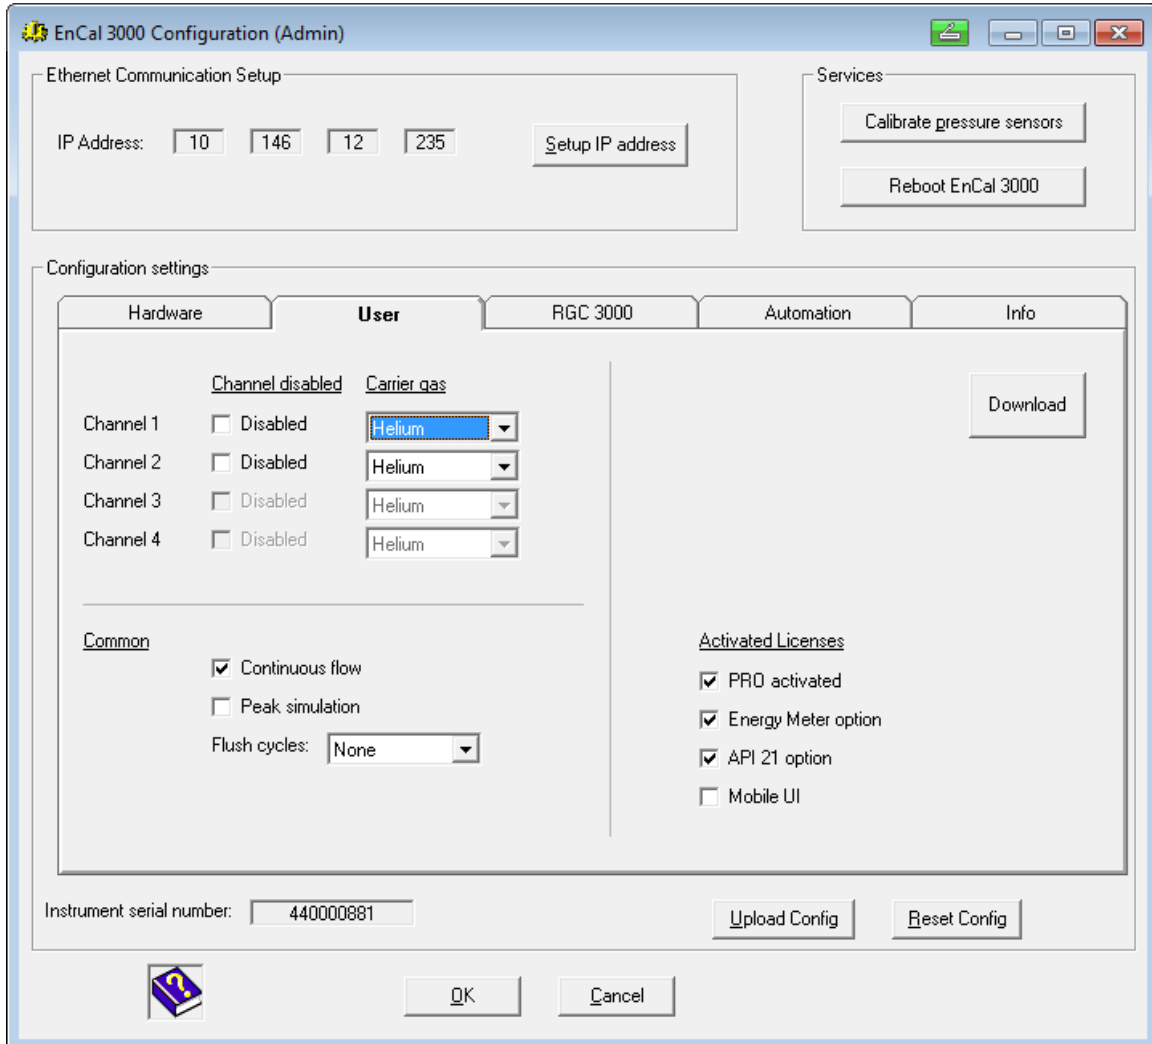 EnCal 3000 Configuration (Admin)
Ethernet Communication Setup
IP Address: 10 146 12 235
Setup IP address
Services
Calibrate pressure sensors
Reboot EnCal 3000
Configuration settings
Hardware User RGC 3000 Automation Info
Channel disabled Carrier gas
Channel 1 Disabled Helium
Channel 2 Disabled Helium
Channel 3 Disabled Helium
Channel 4 Disabled Helium
Download
Common
Continuous flow
Peak simulation
Flush cycles: None
Activated Licenses
PRO activated
Energy Meter option
API 21 option
Mobile UI
Instrument serial number: 440000881
Upload Config Reset Config
?
OK Cancel